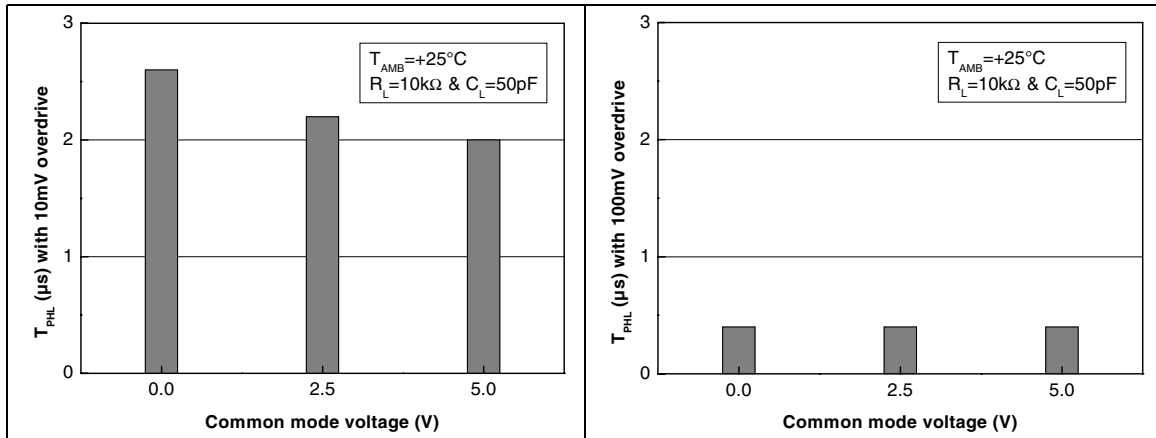 3
2
1
0
T_PHL (µs) with 10mV overdrive
T_AMB=+25°C
R_L=10kΩ & C_L=50pF
0.0 2.5 5.0
Common mode voltage (V)
3
2
1
0
T_PHL (µs) with 100mV overdrive
T_AMB=+25°C
R_L=10kΩ & C_L=50pF
0.0 2.5 5.0
Common mode voltage (V)